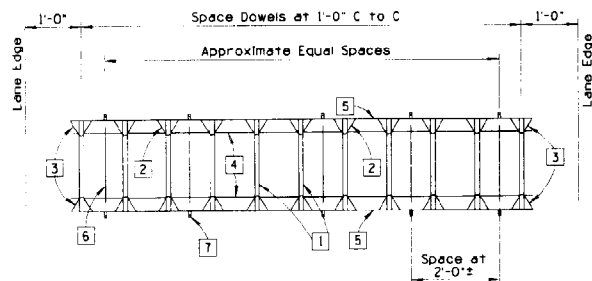 1'-0" Space Dowels at 1'-0" C to C 1'-0"
Lane Edge
Approximate Equal Spaces
Lane Edge
5
3 2 4 2 3
6 7 1 5
Space at
2'-0"±